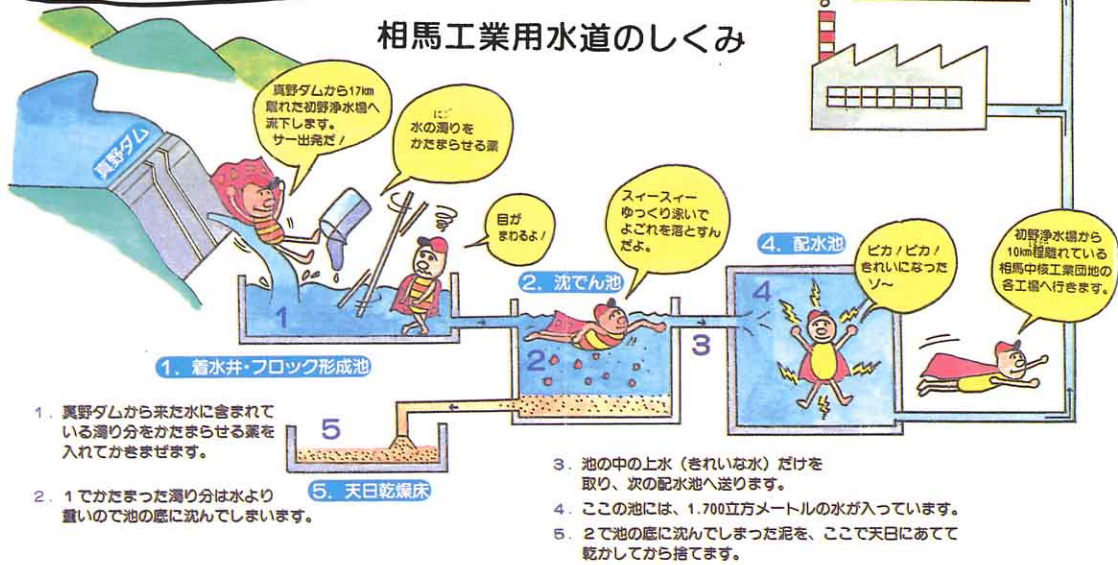 相馬工業用水道のしくみ
真野ダム
真野ダムから17km
離れた初野浄水場へ
流下します。
サー出発だ！
にご
水の濁りを
かたまらせる薬
目が
まわるよ！
スィースィー
ゆっくり泳いで
よごれを落とすん
だよ。
ピカ！ピカ！
きれいになった
ゾ〜
初野浄水場から
10km程離れている
相馬中核工業団地の
各工場へ行きます。
1
2
3
4
5
1. 着水井・フロック形成池
2. 沈でん池
4. 配水池
5. 天日乾燥床
1. 真野ダムから来た水に含まれて
いる濁り分をかたまらせる薬を
入れてかきまぜます。
2. 1でかたまった濁り分は水より
重いので池の底に沈んでしまいます。
3. 池の中の上水（きれいな水）だけを
取り、次の配水池へ送ります。
4. ここの池には、1.700立方メートルの水が入っています。
5. 2で池の底に沈んでしまった泥を、ここで天日にあてて
乾かしてから捨てます。